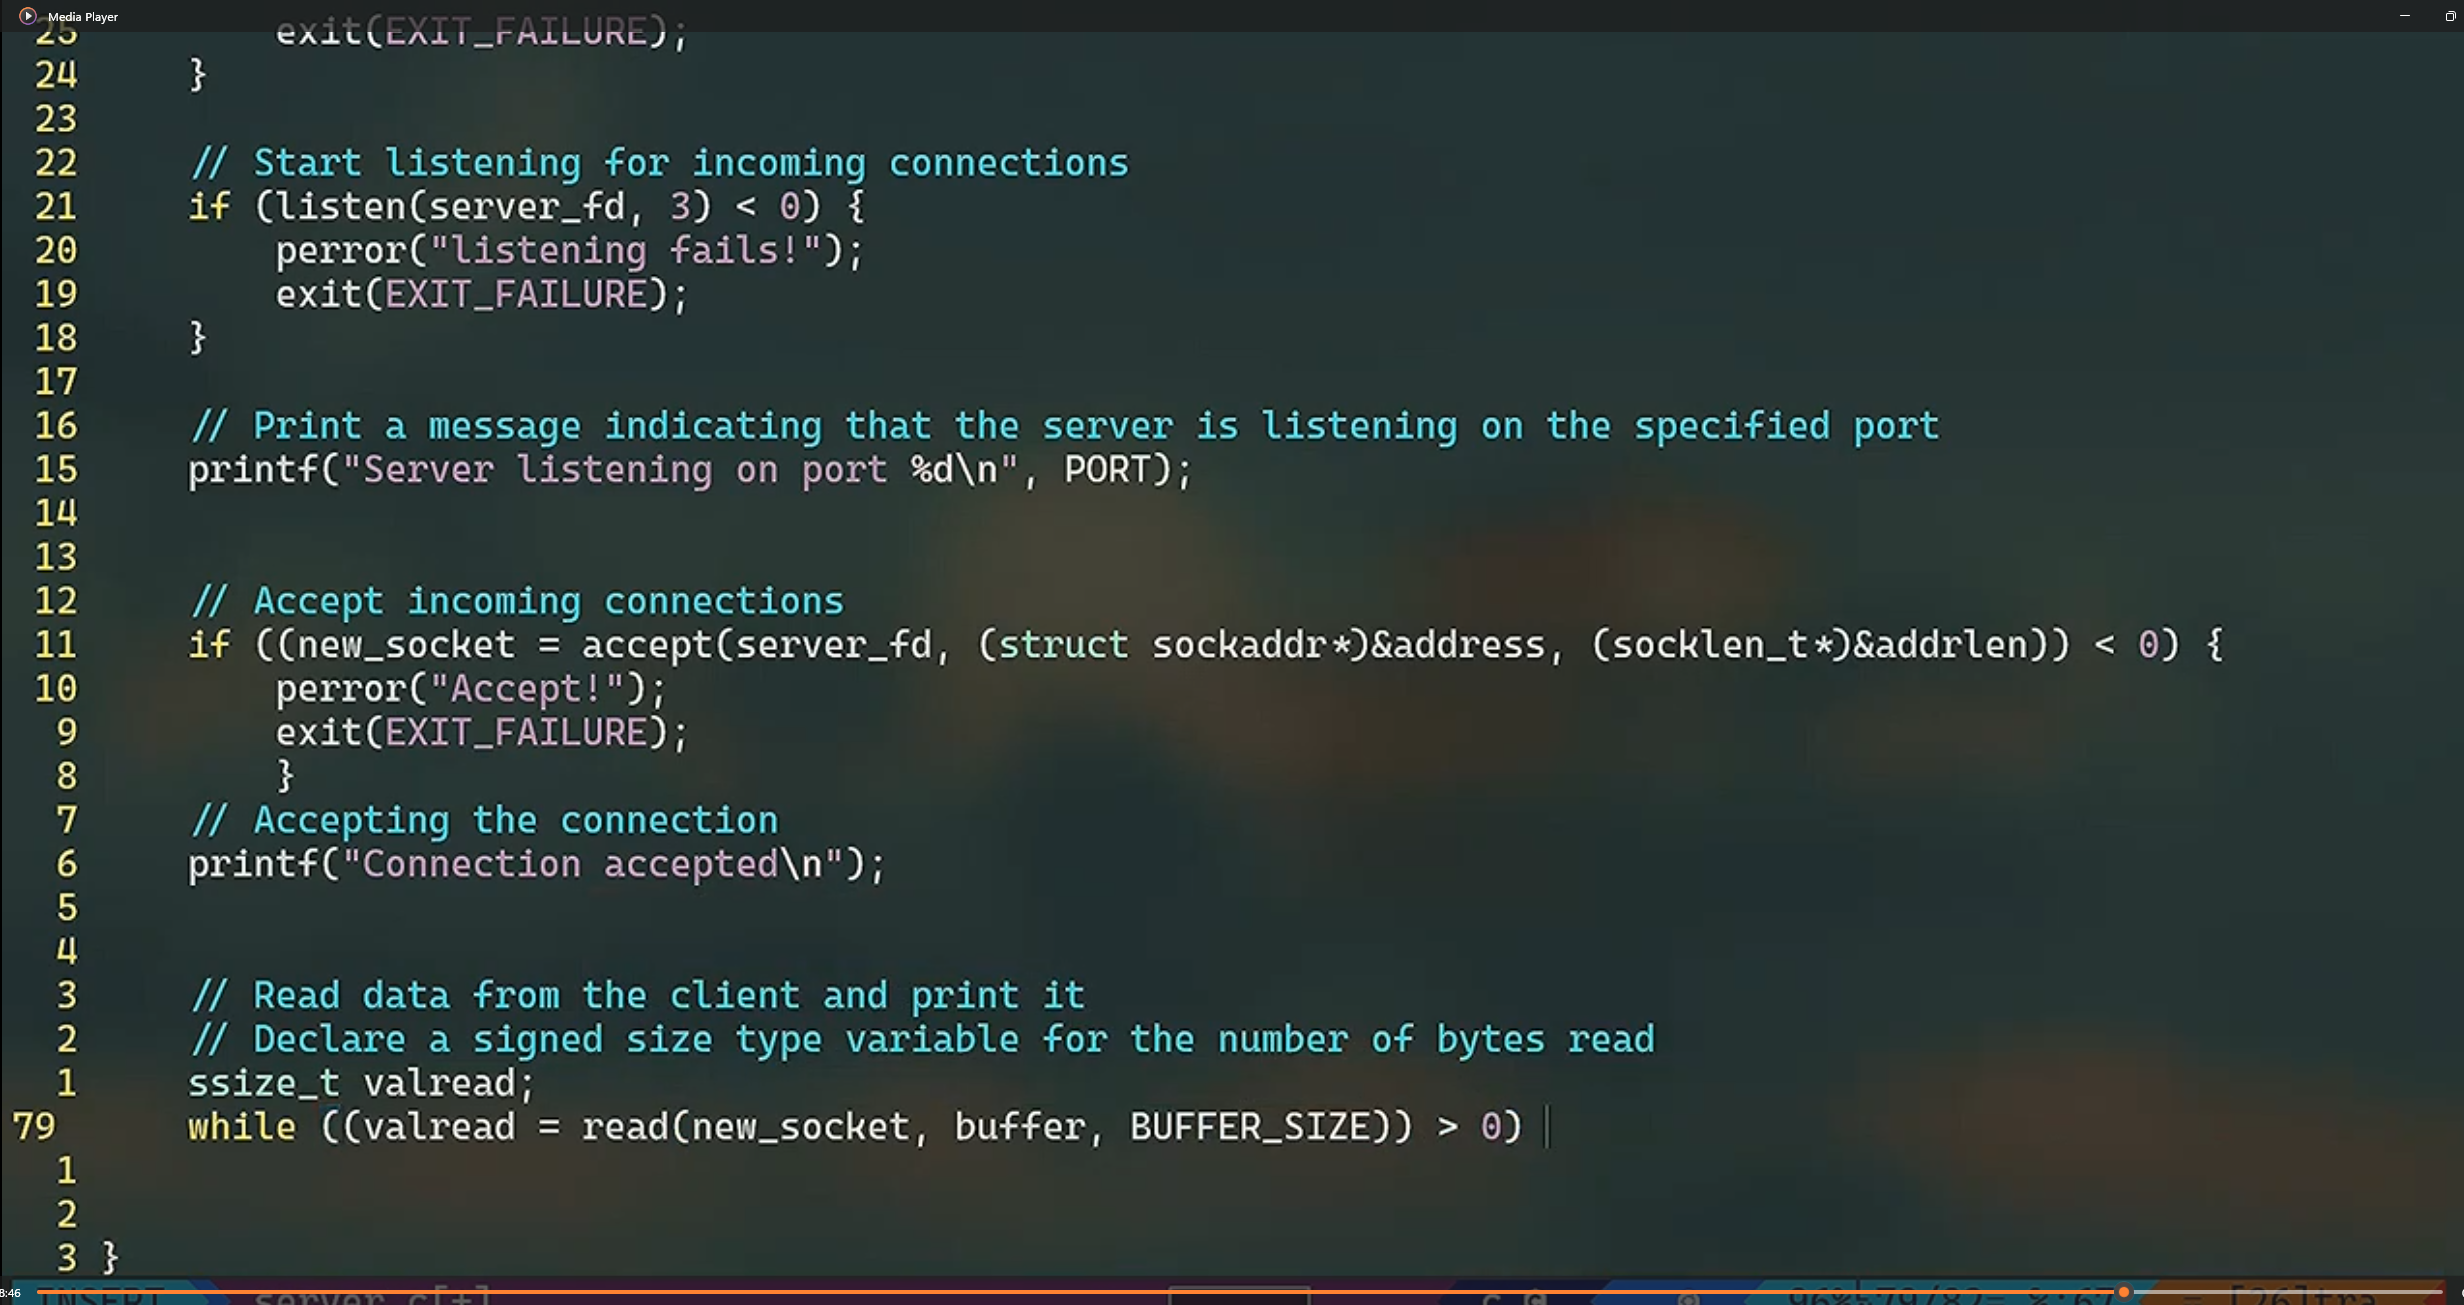 Media Player
25 exit(EXIT_FAILURE);
24 }
23
22 // Start listening for incoming connections
21 if (listen(server_fd, 3) < 0) {
20 perror("listening fails!");
19 exit(EXIT_FAILURE);
18 }
17
16 // Print a message indicating that the server is listening on the specified port
15 printf("Server listening on port %d\n", PORT);
14
13
12 // Accept incoming connections
11 if ((new_socket = accept(server_fd, (struct sockaddr*)&address, (socklen_t*)&addrlen)) < 0) {
10 perror("Accept!");
9 exit(EXIT_FAILURE);
8 }
7 // Accepting the connection
6 printf("Connection accepted\n");
5
4
3 // Read data from the client and print it
2 // Declare a signed size type variable for the number of bytes read
1 ssize_t valread;
79 while ((valread = read(new_socket, buffer, BUFFER_SIZE)) > 0)
1
2
3 }
8:46 INSERT server.c[+]